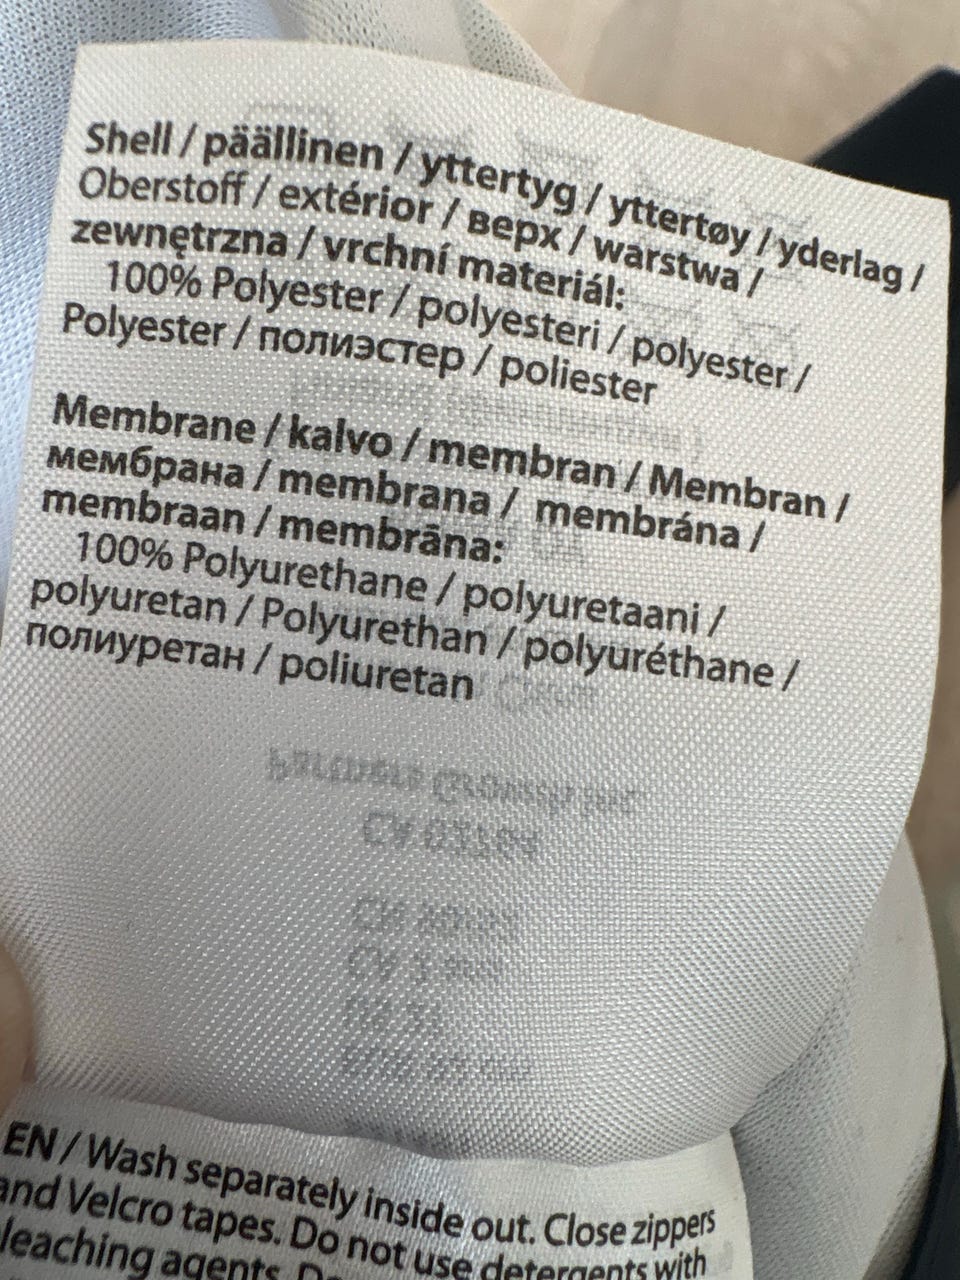 Shell / päällinen / yttertyg / yttertøy / yderlag /
Oberstoff / extérior / верх / warstwa /
zewnętrzna / vrchní materiál:
100% Polyester / polyesteri / polyester /
Polyester / полиэстер / poliester
Membrane / kalvo / membran / Membran /
мембрана / membrana / membrána /
membraan / membrāna:
100% Polyurethane / polyuretaani /
polyuretan / Polyurethan / polyuréthane /
полиуретан / poliuretan
EN / Wash separately inside out. Close zippers
and Velcro tapes. Do not use detergents with
leaching agents.